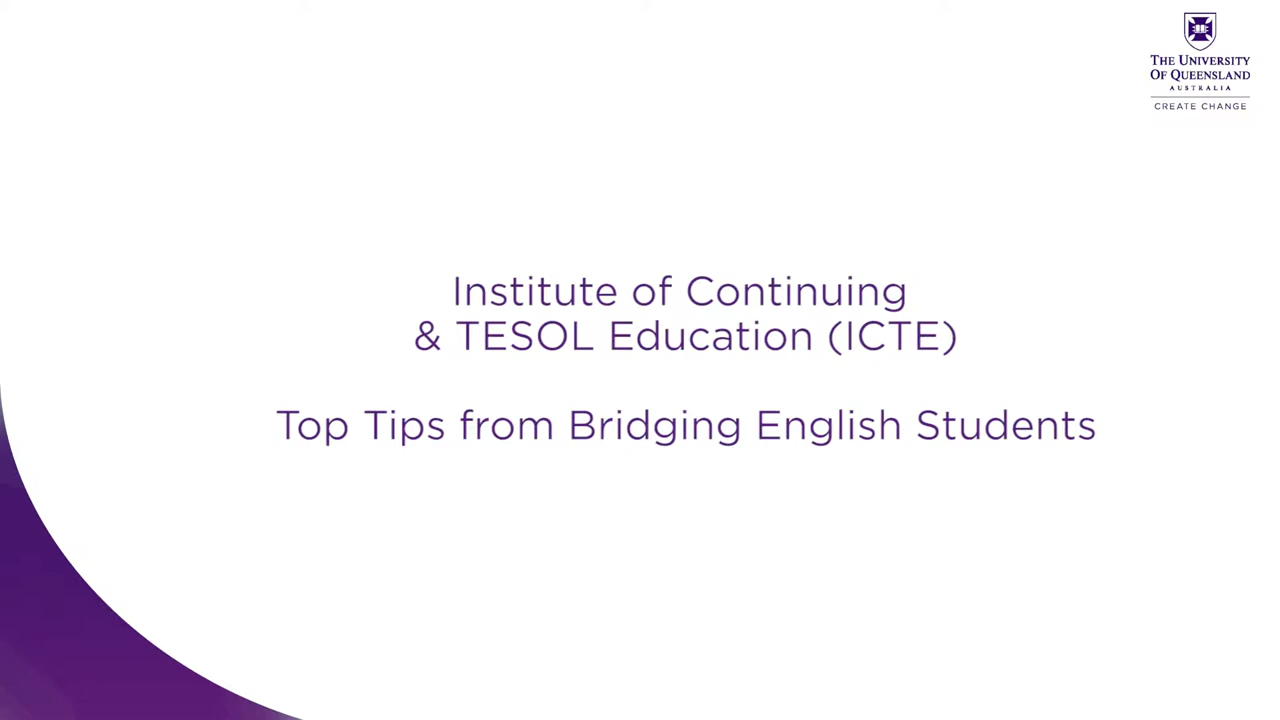 THE UNIVERSITY
OF QUEENSLAND
AUSTRALIA
CREATE CHANGE
Institute of Continuing
& TESOL Education (ICTE)
Top Tips from Bridging English Students